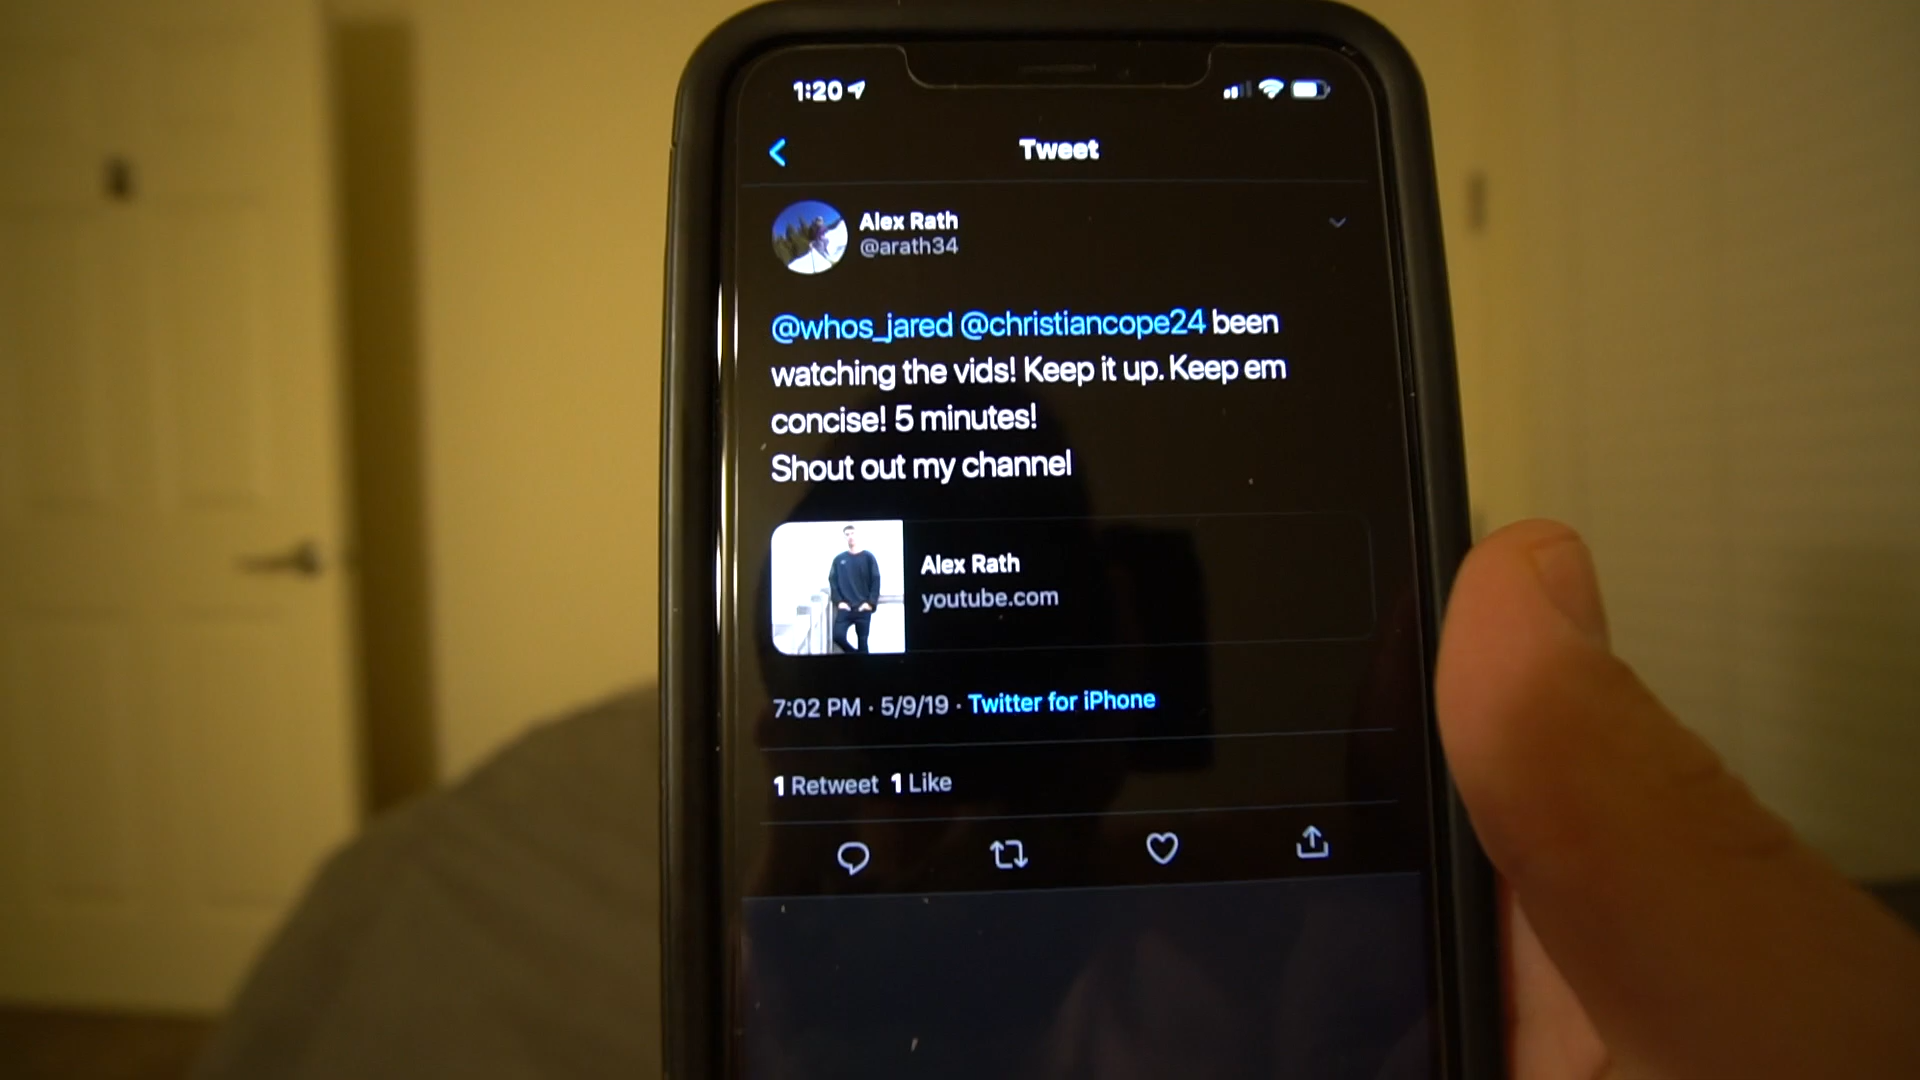 1:20
Tweet
Alex Rath
@arath34
@whos_jared @christiancope24 been
watching the vids! Keep it up. Keep em
concise! 5 minutes!
Shout out my channel
Alex Rath
youtube.com
7:02 PM · 5/9/19 · Twitter for iPhone
1 Retweet 1 Like